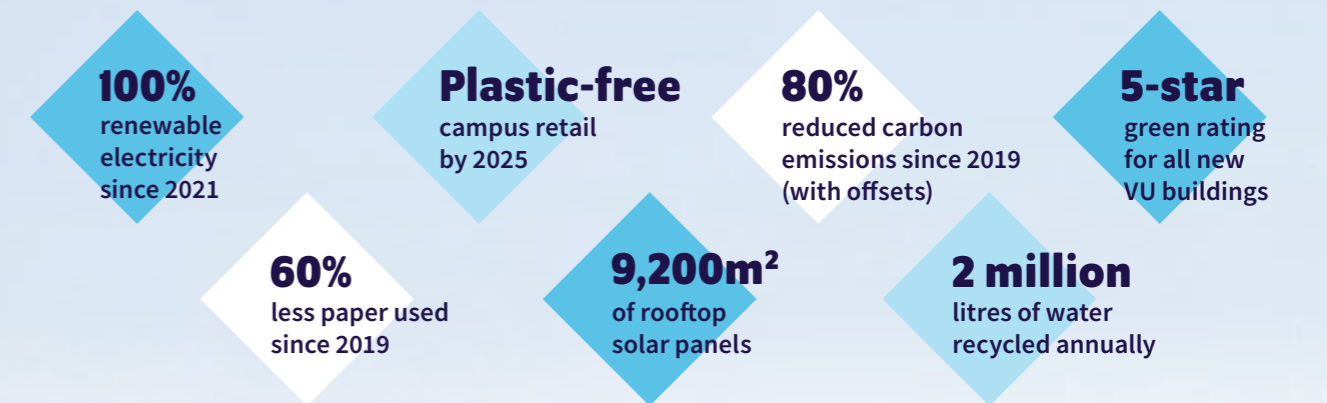 100%
renewable
electricity
since 2021
Plastic-free
campus retail
by 2025
80%
reduced carbon
emissions since 2019
(with offsets)
5-star
green rating
for all new
VU buildings
60%
less paper used
since 2019
9,200m²
of rooftop
solar panels
2 million
litres of water
recycled annually